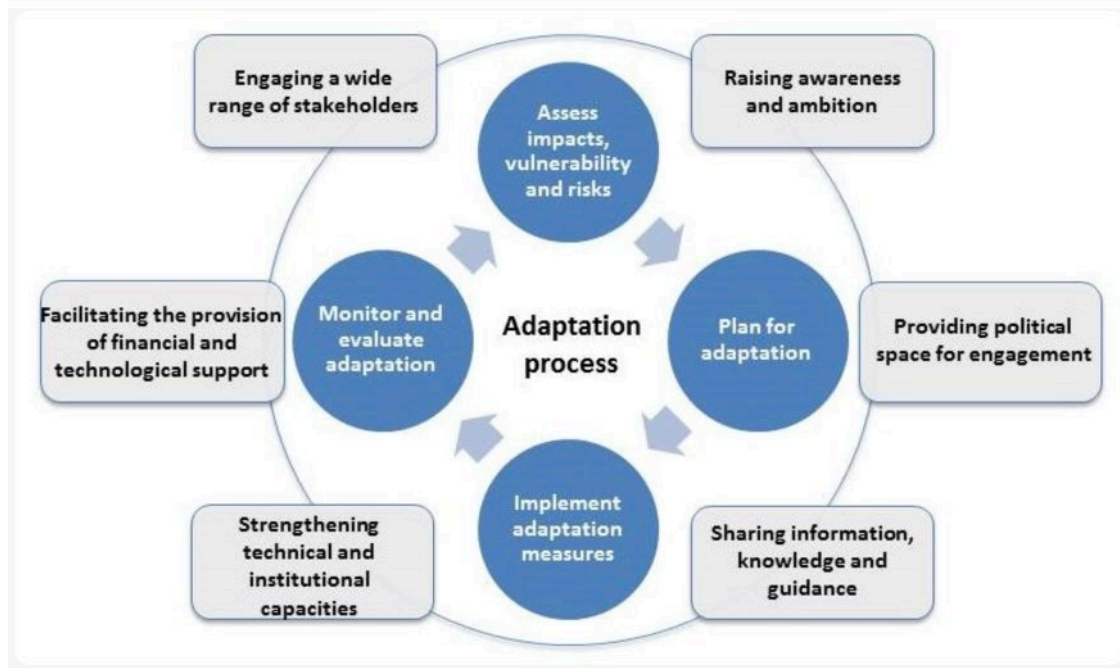 Engaging a wide
range of stakeholders
Raising awareness
and ambition
Assess
impacts,
vulnerability
and risks
Facilitating the provision
of financial and
technological support
Monitor and
evaluate
adaptation
Adaptation
process
Plan for
adaptation
Providing political
space for engagement
Implement
adaptation
measures
Strengthening
technical and
institutional
capacities
Sharing information,
knowledge and
guidance